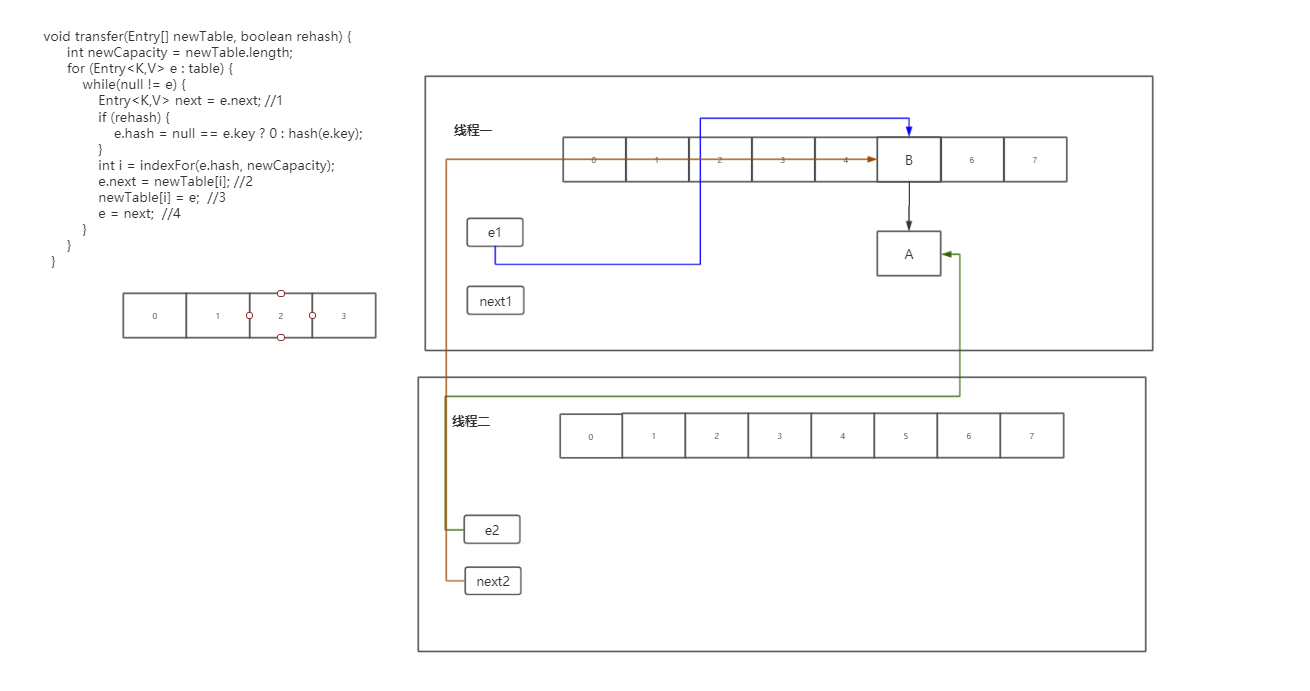 void transfer(Entry[] newTable, boolean rehash) {
int newCapacity = newTable.length;
for (Entry<K,V> e : table) {
while(null != e) {
Entry<K,V> next = e.next; //1
if (rehash) {
e.hash = null == e.key ? 0 : hash(e.key);
}
int i = indexFor(e.hash, newCapacity);
e.next = newTable[i]; //2
newTable[i] = e;  //3
e = next;  //4
}
}
}
0 1 2 3
线程一
0 1 2 3 4 B 6 7
e1
A
next1
线程二
0 1 2 3 4 5 6 7
e2
next2